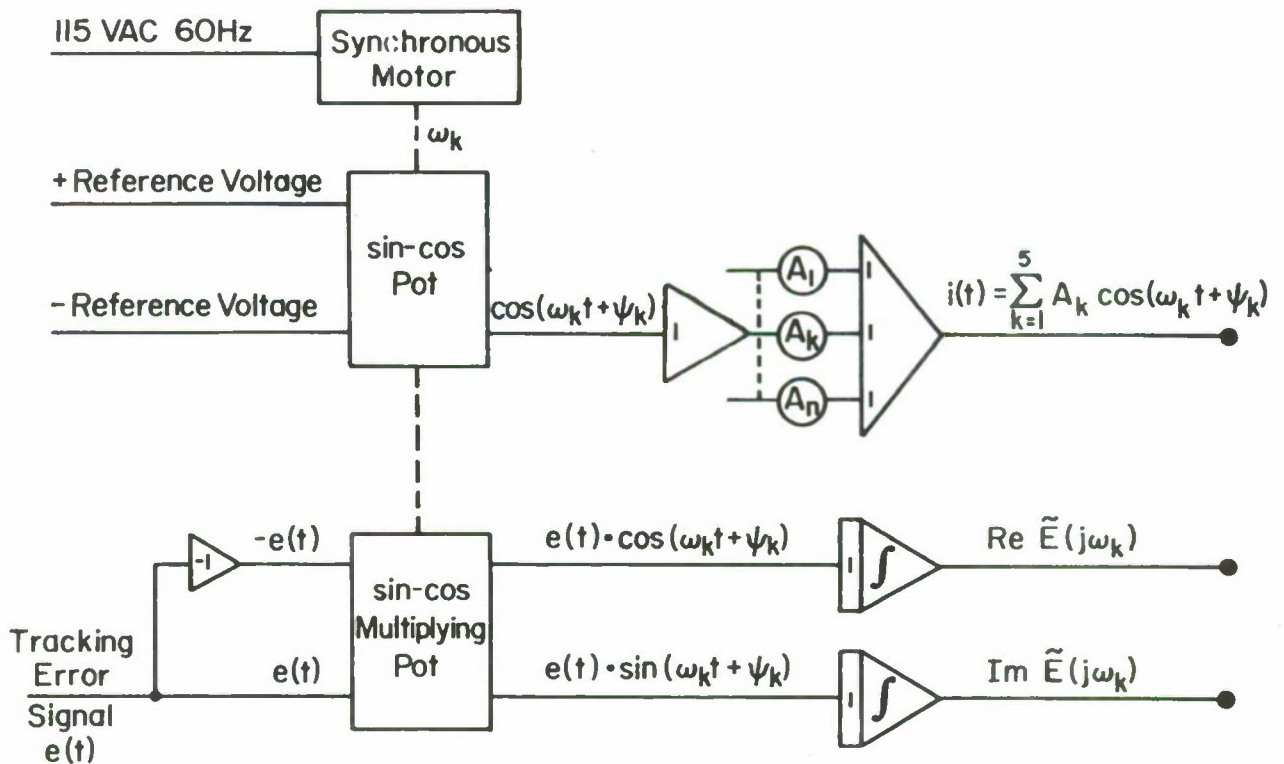 115 VAC 60Hz
Synchronous
Motor
ωk
+ Reference Voltage
sin-cos
Pot
- Reference Voltage
cos(ωkt+ψk)
1
A1
Ak
An
1
1
1
i(t) = 5∑k=1 Ak cos(ωkt+ψk)
-1
-e(t)
sin-cos
Multiplying
Pot
e(t)•cos(ωkt+ψk)
1
∫
Re Ẽ(jωk)
Tracking
Error
Signal
e(t)
e(t)
e(t)•sin(ωkt+ψk)
1
∫
Im Ẽ(jωk)